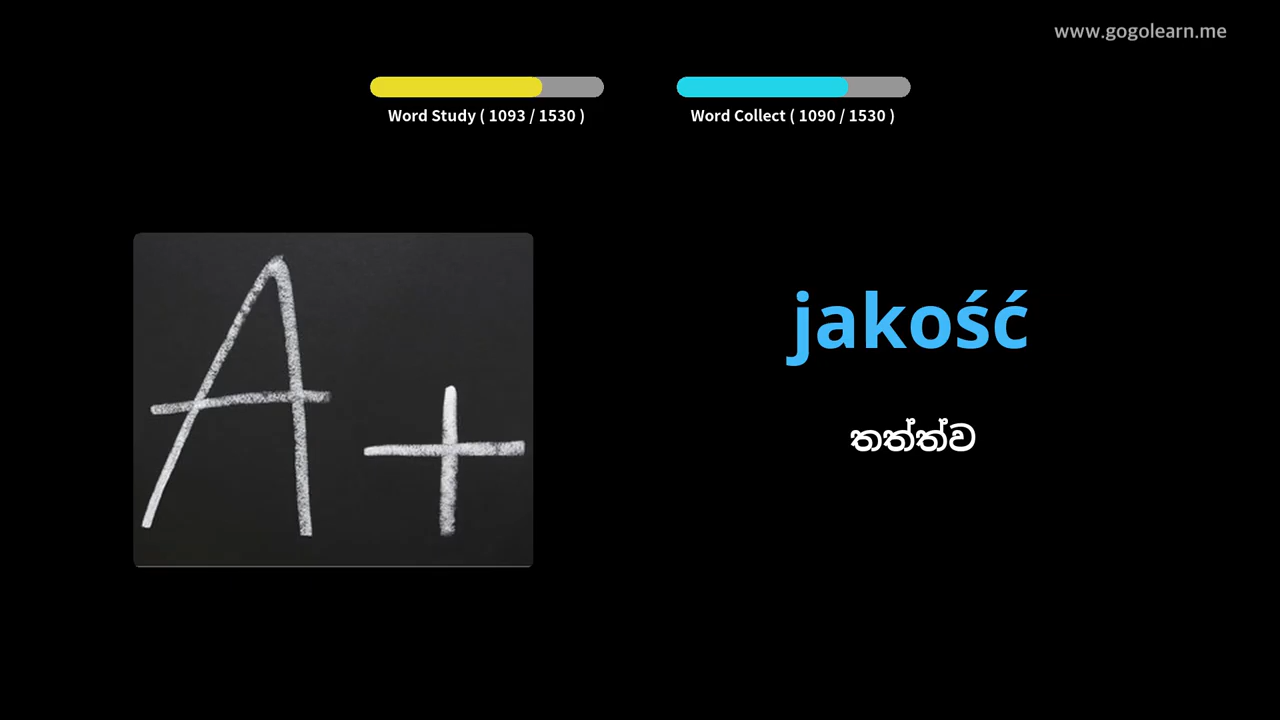 www.gogolearn.me
Word Study ( 1093 / 1530 )
Word Collect ( 1090 / 1530 )
A+
jakość
තත්ත්ව